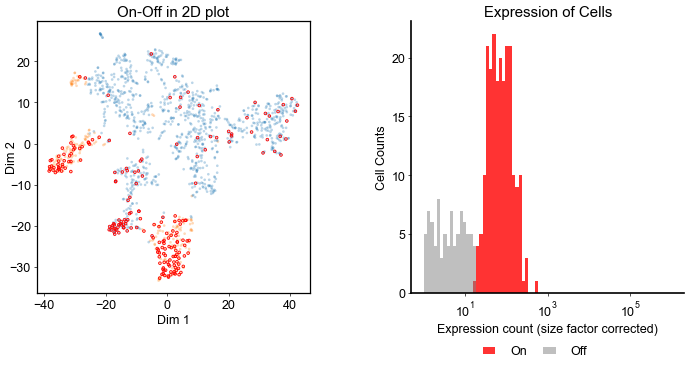 On-Off in 2D plot
Dim 2
20
10
0
−10
−20
−30
−40
−20
0
20
40
Dim 1
Expression of Cells
Cell Counts
20
15
10
5
0
10^1
10^3
10^5
Expression count (size factor corrected)
On
Off